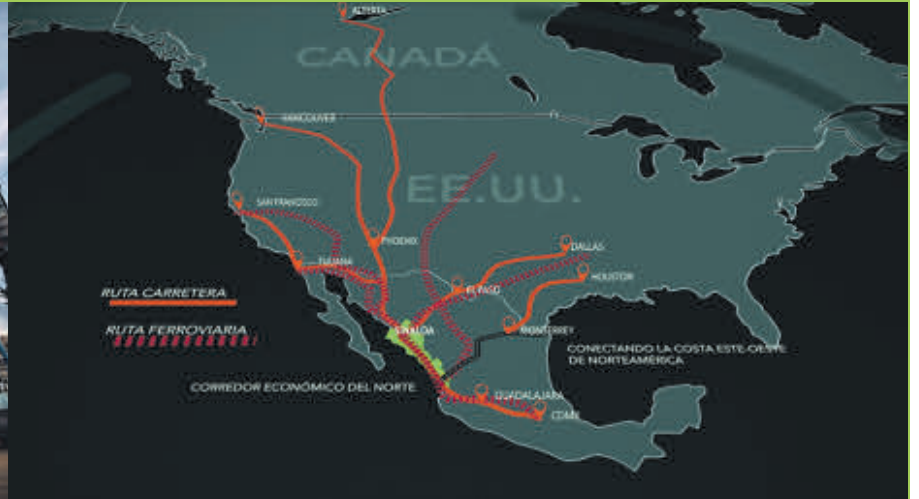 ALTERTA
CANADÁ
VANCOUVER
EE.UU.
SAN FRANCISCO
PHOENIX
DALLAS
TIJUANA
HOUSTON
EL PASO
RUTA CARRETERA
RUTA FERROVIARIA
SINALOA
MONTERREY
CONECTANDO LA COSTA ESTE-OESTE
DE NORTEAMÉRICA
CORREDOR ECONÓMICO DEL NORTE
GUADALAJARA
CDMX